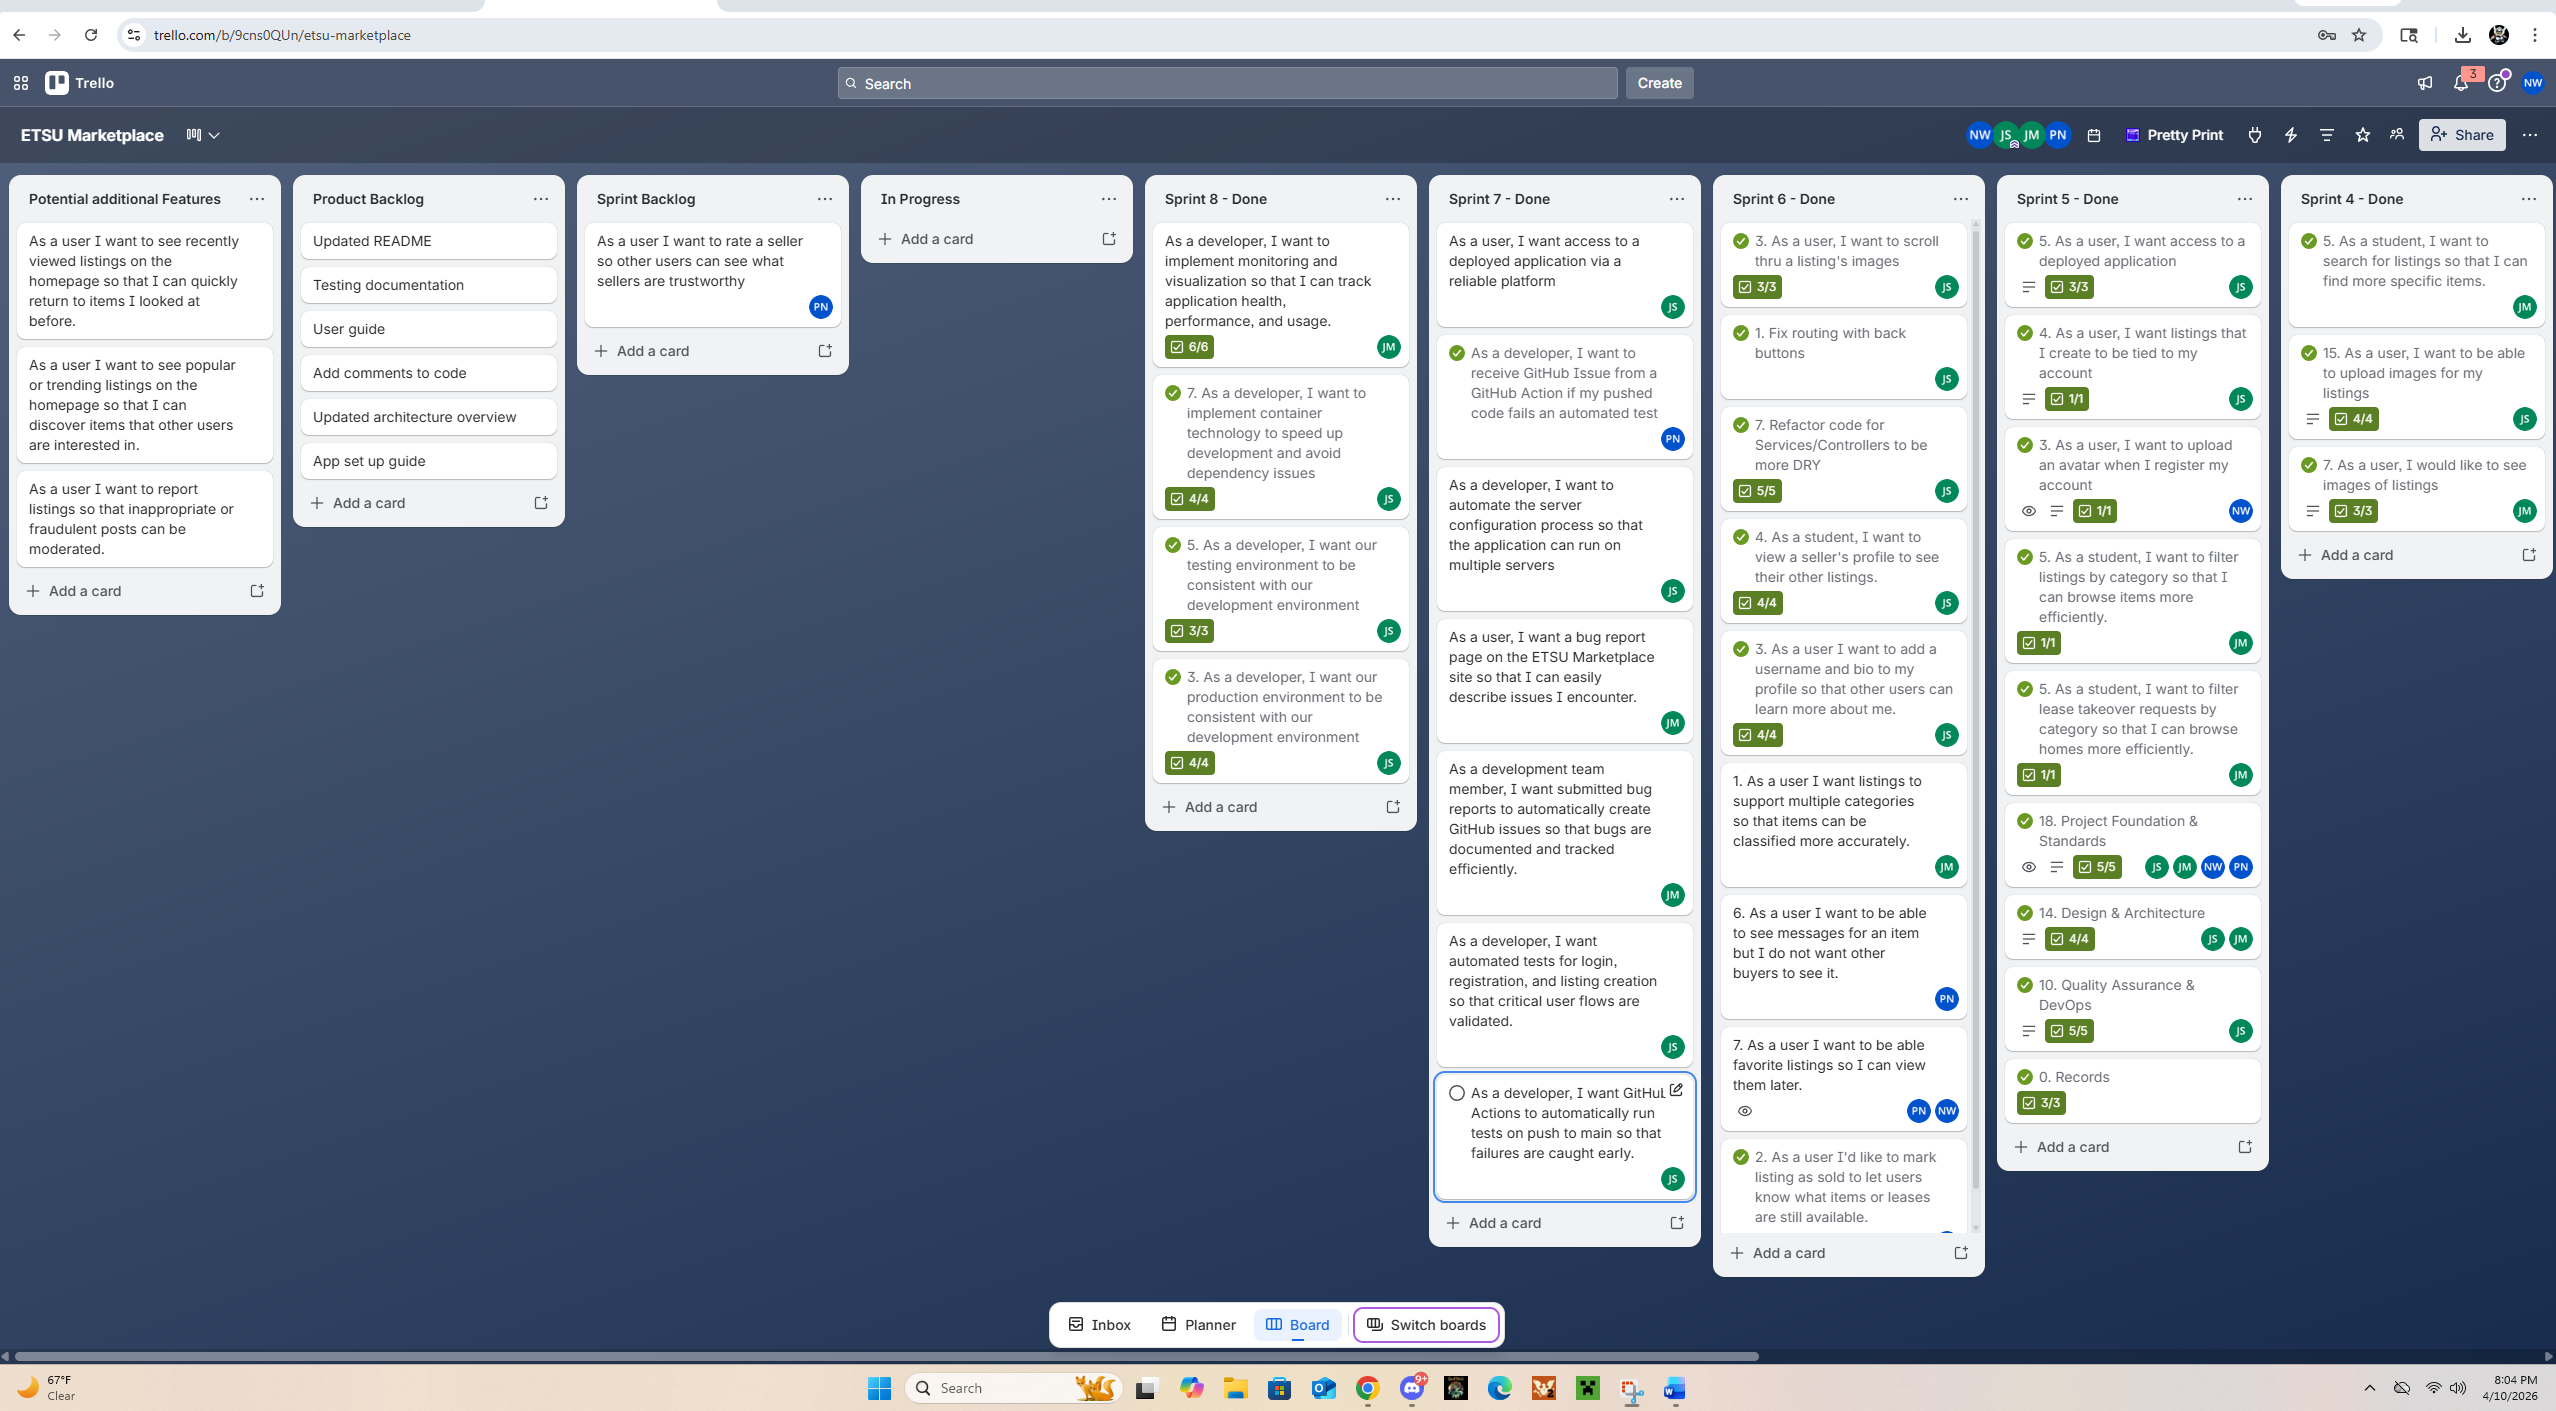 trello.com/b/9cns0QUn/etsu-marketplace
Trello
Search
Create
3
NW
ETSU Marketplace
NW
JS
JM
PN
Pretty Print
Share
Potential additional Features
As a user I want to see recently
viewed listings on the
homepage so that I can quickly
return to items I looked at
before.
As a user I want to see popular
or trending listings on the
homepage so that I can
discover items that other users
are interested in.
As a user I want to report
listings so that inappropriate or
fraudulent posts can be
moderated.
Add a card
Product Backlog
Updated README
Testing documentation
User guide
Add comments to code
Updated architecture overview
App set up guide
Add a card
Sprint Backlog
As a user I want to rate a seller
so other users can see what
sellers are trustworthy
PN
Add a card
In Progress
Add a card
Sprint 8 - Done
As a developer, I want to
implement monitoring and
visualization so that I can track
application health,
performance, and usage.
6/6
JM
7. As a developer, I want to
implement container
technology to speed up
development and avoid
dependency issues
4/4
JS
5. As a developer, I want our
testing environment to be
consistent with our
development environment
3/3
JS
3. As a developer, I want our
production environment to be
consistent with our
development environment
4/4
JS
Add a card
Sprint 7 - Done
As a user, I want access to a
deployed application via a
reliable platform
JS
As a developer, I want to
receive GitHub Issue from a
GitHub Action if my pushed
code fails an automated test
PN
As a developer, I want to
automate the server
configuration process so that
the application can run on
multiple servers
JS
As a user, I want a bug report
page on the ETSU Marketplace
site so that I can easily
describe issues I encounter.
JM
As a development team
member, I want submitted bug
reports to automatically create
GitHub issues so that bugs are
documented and tracked
efficiently.
JM
As a developer, I want
automated tests for login,
registration, and listing creation
so that critical user flows are
validated.
JS
As a developer, I want GitHub
Actions to automatically run
tests on push to main so that
failures are caught early.
JS
Add a card
Sprint 6 - Done
3. As a user, I want to scroll
thru a listing's images
3/3
JS
1. Fix routing with back
buttons
JS
7. Refactor code for
Services/Controllers to be
more DRY
5/5
JS
4. As a student, I want to
view a seller's profile to see
their other listings.
4/4
JS
3. As a user I want to add a
username and bio to my
profile so that other users can
learn more about me.
4/4
JS
1. As a user I want listings to
support multiple categories
so that items can be
classified more accurately.
JM
6. As a user I want to be able
to see messages for an item
but I do not want other
buyers to see it.
PN
7. As a user I want to be able
favorite listings so I can view
them later.
PN
NW
2. As a user I'd like to mark
listing as sold to let users
know what items or leases
are still available.
Add a card
Sprint 5 - Done
5. As a user, I want access to a
deployed application
3/3
JS
4. As a user, I want listings that
I create to be tied to my
account
1/1
JS
3. As a user, I want to upload
an avatar when I register my
account
1/1
NW
5. As a student, I want to filter
listings by category so that I
can browse items more
efficiently.
1/1
JM
5. As a student, I want to filter
lease takeover requests by
category so that I can browse
homes more efficiently.
1/1
JM
18. Project Foundation &
Standards
5/5
JS
JM
NW
PN
14. Design & Architecture
4/4
JS
JM
10. Quality Assurance &
DevOps
5/5
JS
0. Records
3/3
Add a card
Sprint 4 - Done
5. As a student, I want to
search for listings so that I can
find more specific items.
JM
15. As a user, I want to be able
to upload images for my
listings
4/4
JS
7. As a user, I would like to see
images of listings
3/3
JM
Add a card
Inbox
Planner
Board
Switch boards
67°F
Clear
Search
9+
8:04 PM
4/10/2026